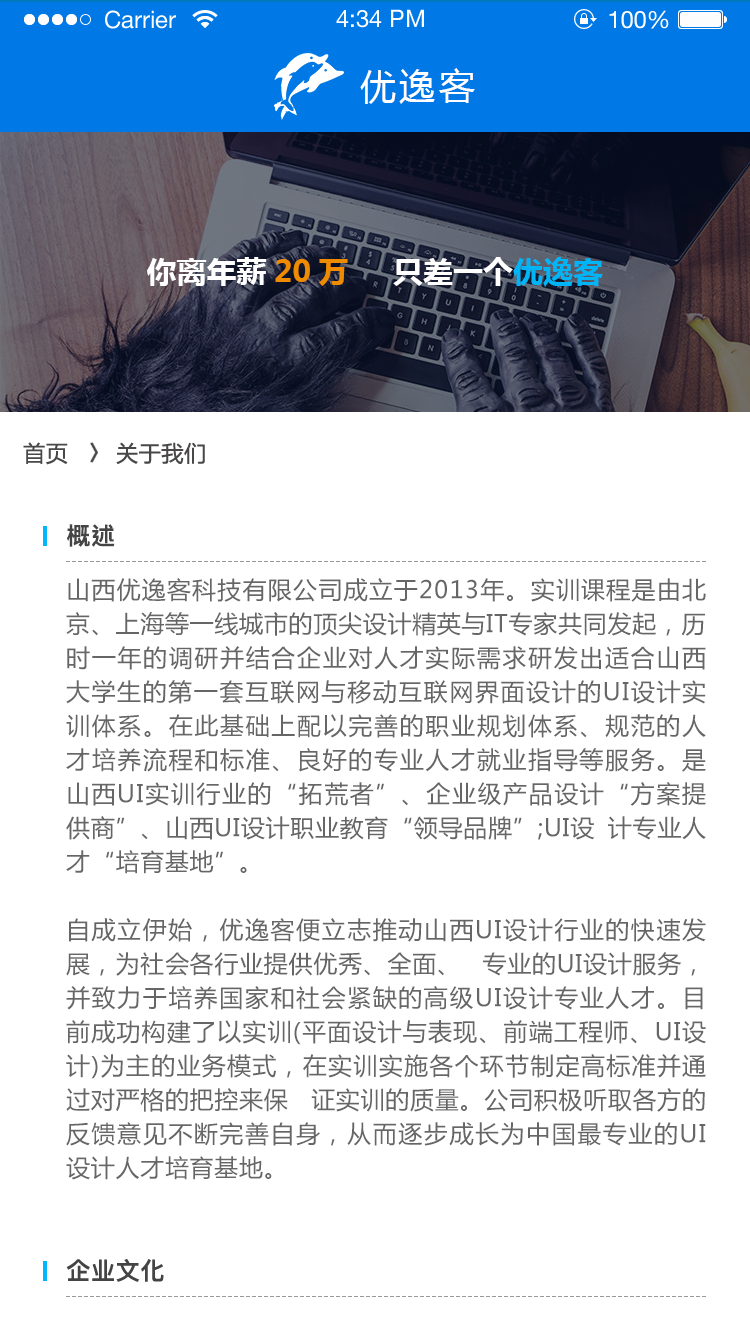 Carrier 4:34 PM 100%
优逸客
你离年薪 20 万 只差一个优逸客
首页 〉 关于我们
概述
山西优逸客科技有限公司成立于2013年。实训课程是由北
京、上海等一线城市的顶尖设计精英与IT专家共同发起，历
时一年的调研并结合企业对人才实际需求研发出适合山西
大学生的第一套互联网与移动互联网界面设计的UI设计实
训体系。在此基础上配以完善的职业规划体系、规范的人
才培养流程和标准、良好的专业人才就业指导等服务。是
山西UI实训行业的“拓荒者”、企业级产品设计“方案提
供商”、山西UI设计职业教育“领导品牌”;UI设 计专业人
才“培育基地”。
自成立伊始，优逸客便立志推动山西UI设计行业的快速发
展，为社会各行业提供优秀、全面、 专业的UI设计服务，
并致力于培养国家和社会紧缺的高级UI设计专业人才。目
前成功构建了以实训(平面设计与表现、前端工程师、UI设
计)为主的业务模式，在实训实施各个环节制定高标准并通
过对严格的把控来保 证实训的质量。公司积极听取各方的
反馈意见不断完善自身，从而逐步成长为中国最专业的UI
设计人才培育基地。
企业文化